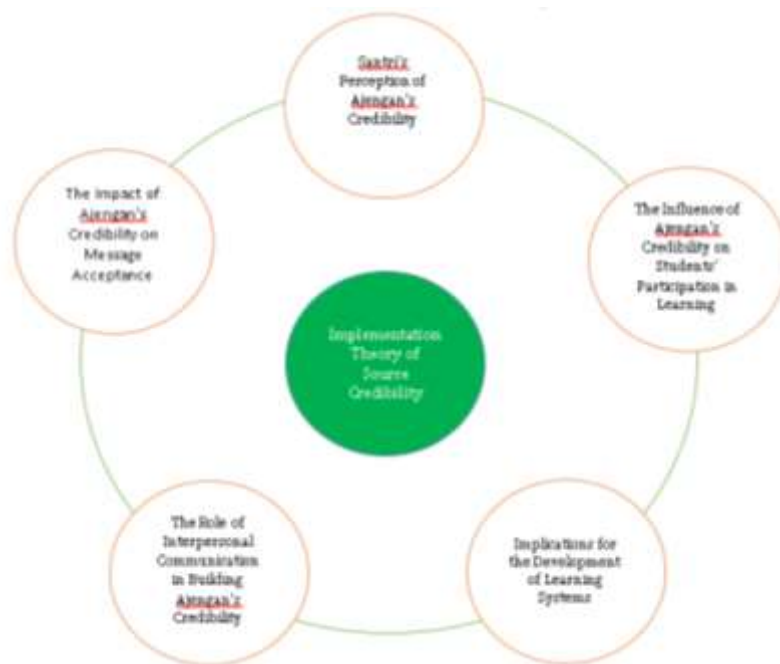 Santri's
Perception of
Ajengan's
Credibility
The Influence of
Ajengan's
Credibility on
Students'
Participation in
Learning
Implications for
the Development
of Learning
Systems
The Role of
Interpersonal
Communication
in Building
Ajengan's
Credibility
The Impact of
Ajengan's
Credibility on
Message
Acceptance
Implementation
Theory of
Source
Credibility